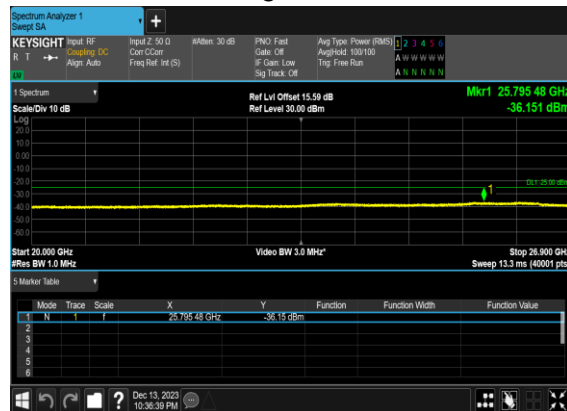 Spectrum Analyzer 1
Swept SA
KEYSIGHT Input: RF Input Z: 50 Ω #Atten: 30 dB PNO: Fast Avg Type: Power (RMS) 1 2 3 4 5 6
R T Coupling: DC Corr CCorr Gate: Off Avg|Hold: 100/100 A W W W W W
Align: Auto Freq Ref: Int (S) IF Gain: Low Trig: Free Run
Sig Track: Off A N N N N N
LXI
1 Spectrum Ref Lvl Offset 15.59 dB Mkr1 25.795 48 GHz
Scale/Div 10 dB Ref Level 30.00 dBm -36.151 dBm
Log
20.0
10.0
0.00
-10.0
-20.0 1 DL1
-30.0
-40.0
-50.0
-60.0
Start 20.000 GHz Video BW 3.0 MHz* Stop 26.900 GHz
#Res BW 1.0 MHz Sweep 13.3 ms (40001 pts
5 Marker Table
Mode Trace Scale X Y Function Function Width Function Value
1 N 1 f 25.795 48 GHz -36.15 dBm
2
3
4
5
6
? Dec 13, 2023
10:36:39 PM